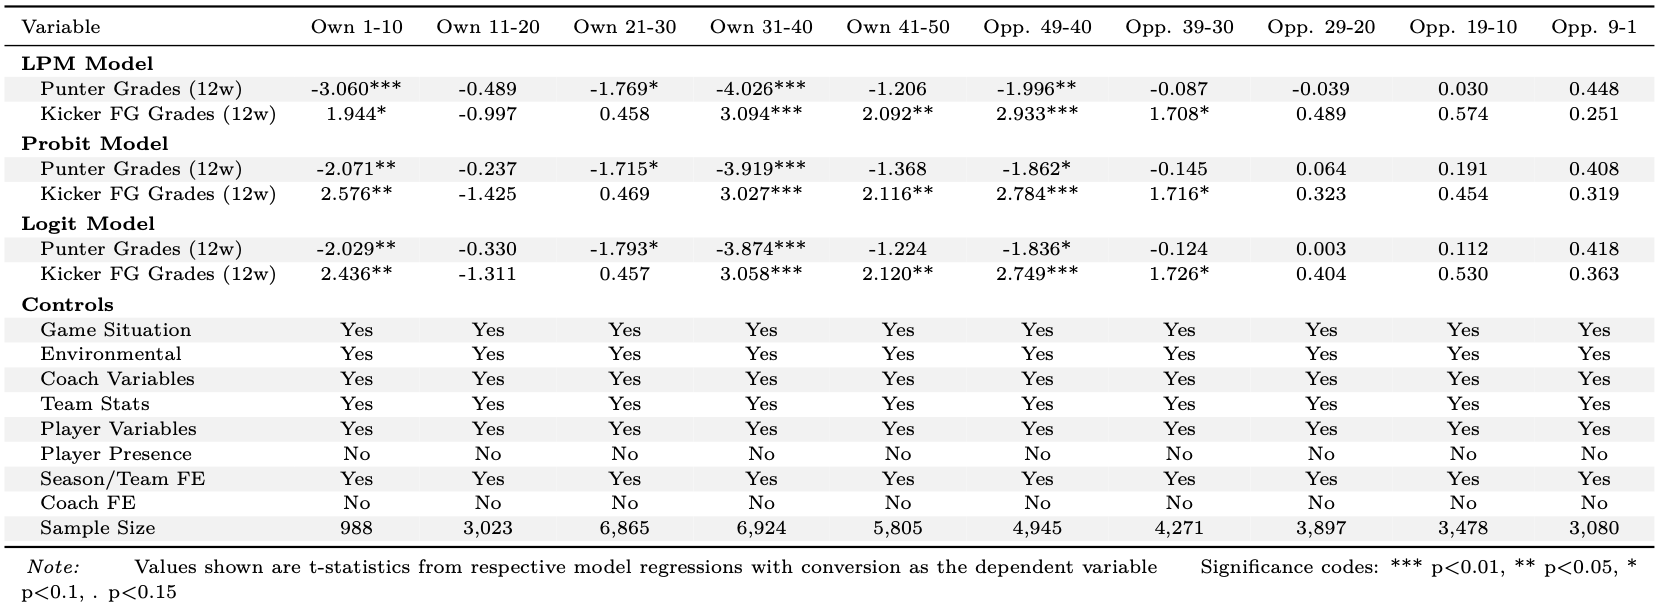 Variable Own 1-10 Own 11-20 Own 21-30 Own 31-40 Own 41-50 Opp. 49-40 Opp. 39-30 Opp. 29-20 Opp. 19-10 Opp. 9-1
LPM Model
Punter Grades (12w) -3.060*** -0.489 -1.769* -4.026*** -1.206 -1.996** -0.087 -0.039 0.030 0.448
Kicker FG Grades (12w) 1.944* -0.997 0.458 3.094*** 2.092** 2.933*** 1.708* 0.489 0.574 0.251
Probit Model
Punter Grades (12w) -2.071** -0.237 -1.715* -3.919*** -1.368 -1.862* -0.145 0.064 0.191 0.408
Kicker FG Grades (12w) 2.576** -1.425 0.469 3.027*** 2.116** 2.784*** 1.716* 0.323 0.454 0.319
Logit Model
Punter Grades (12w) -2.029** -0.330 -1.793* -3.874*** -1.224 -1.836* -0.124 0.003 0.112 0.418
Kicker FG Grades (12w) 2.436** -1.311 0.457 3.058*** 2.120** 2.749*** 1.726* 0.404 0.530 0.363
Controls
Game Situation Yes Yes Yes Yes Yes Yes Yes Yes Yes Yes
Environmental Yes Yes Yes Yes Yes Yes Yes Yes Yes Yes
Coach Variables Yes Yes Yes Yes Yes Yes Yes Yes Yes Yes
Team Stats Yes Yes Yes Yes Yes Yes Yes Yes Yes Yes
Player Variables Yes Yes Yes Yes Yes Yes Yes Yes Yes Yes
Player Presence No No No No No No No No No No
Season/Team FE Yes Yes Yes Yes Yes Yes Yes Yes Yes Yes
Coach FE No No No No No No No No No No
Sample Size 988 3,023 6,865 6,924 5,805 4,945 4,271 3,897 3,478 3,080
Note: Values shown are t-statistics from respective model regressions with conversion as the dependent variable Significance codes: *** p<0.01, ** p<0.05, *
p<0.1, . p<0.15